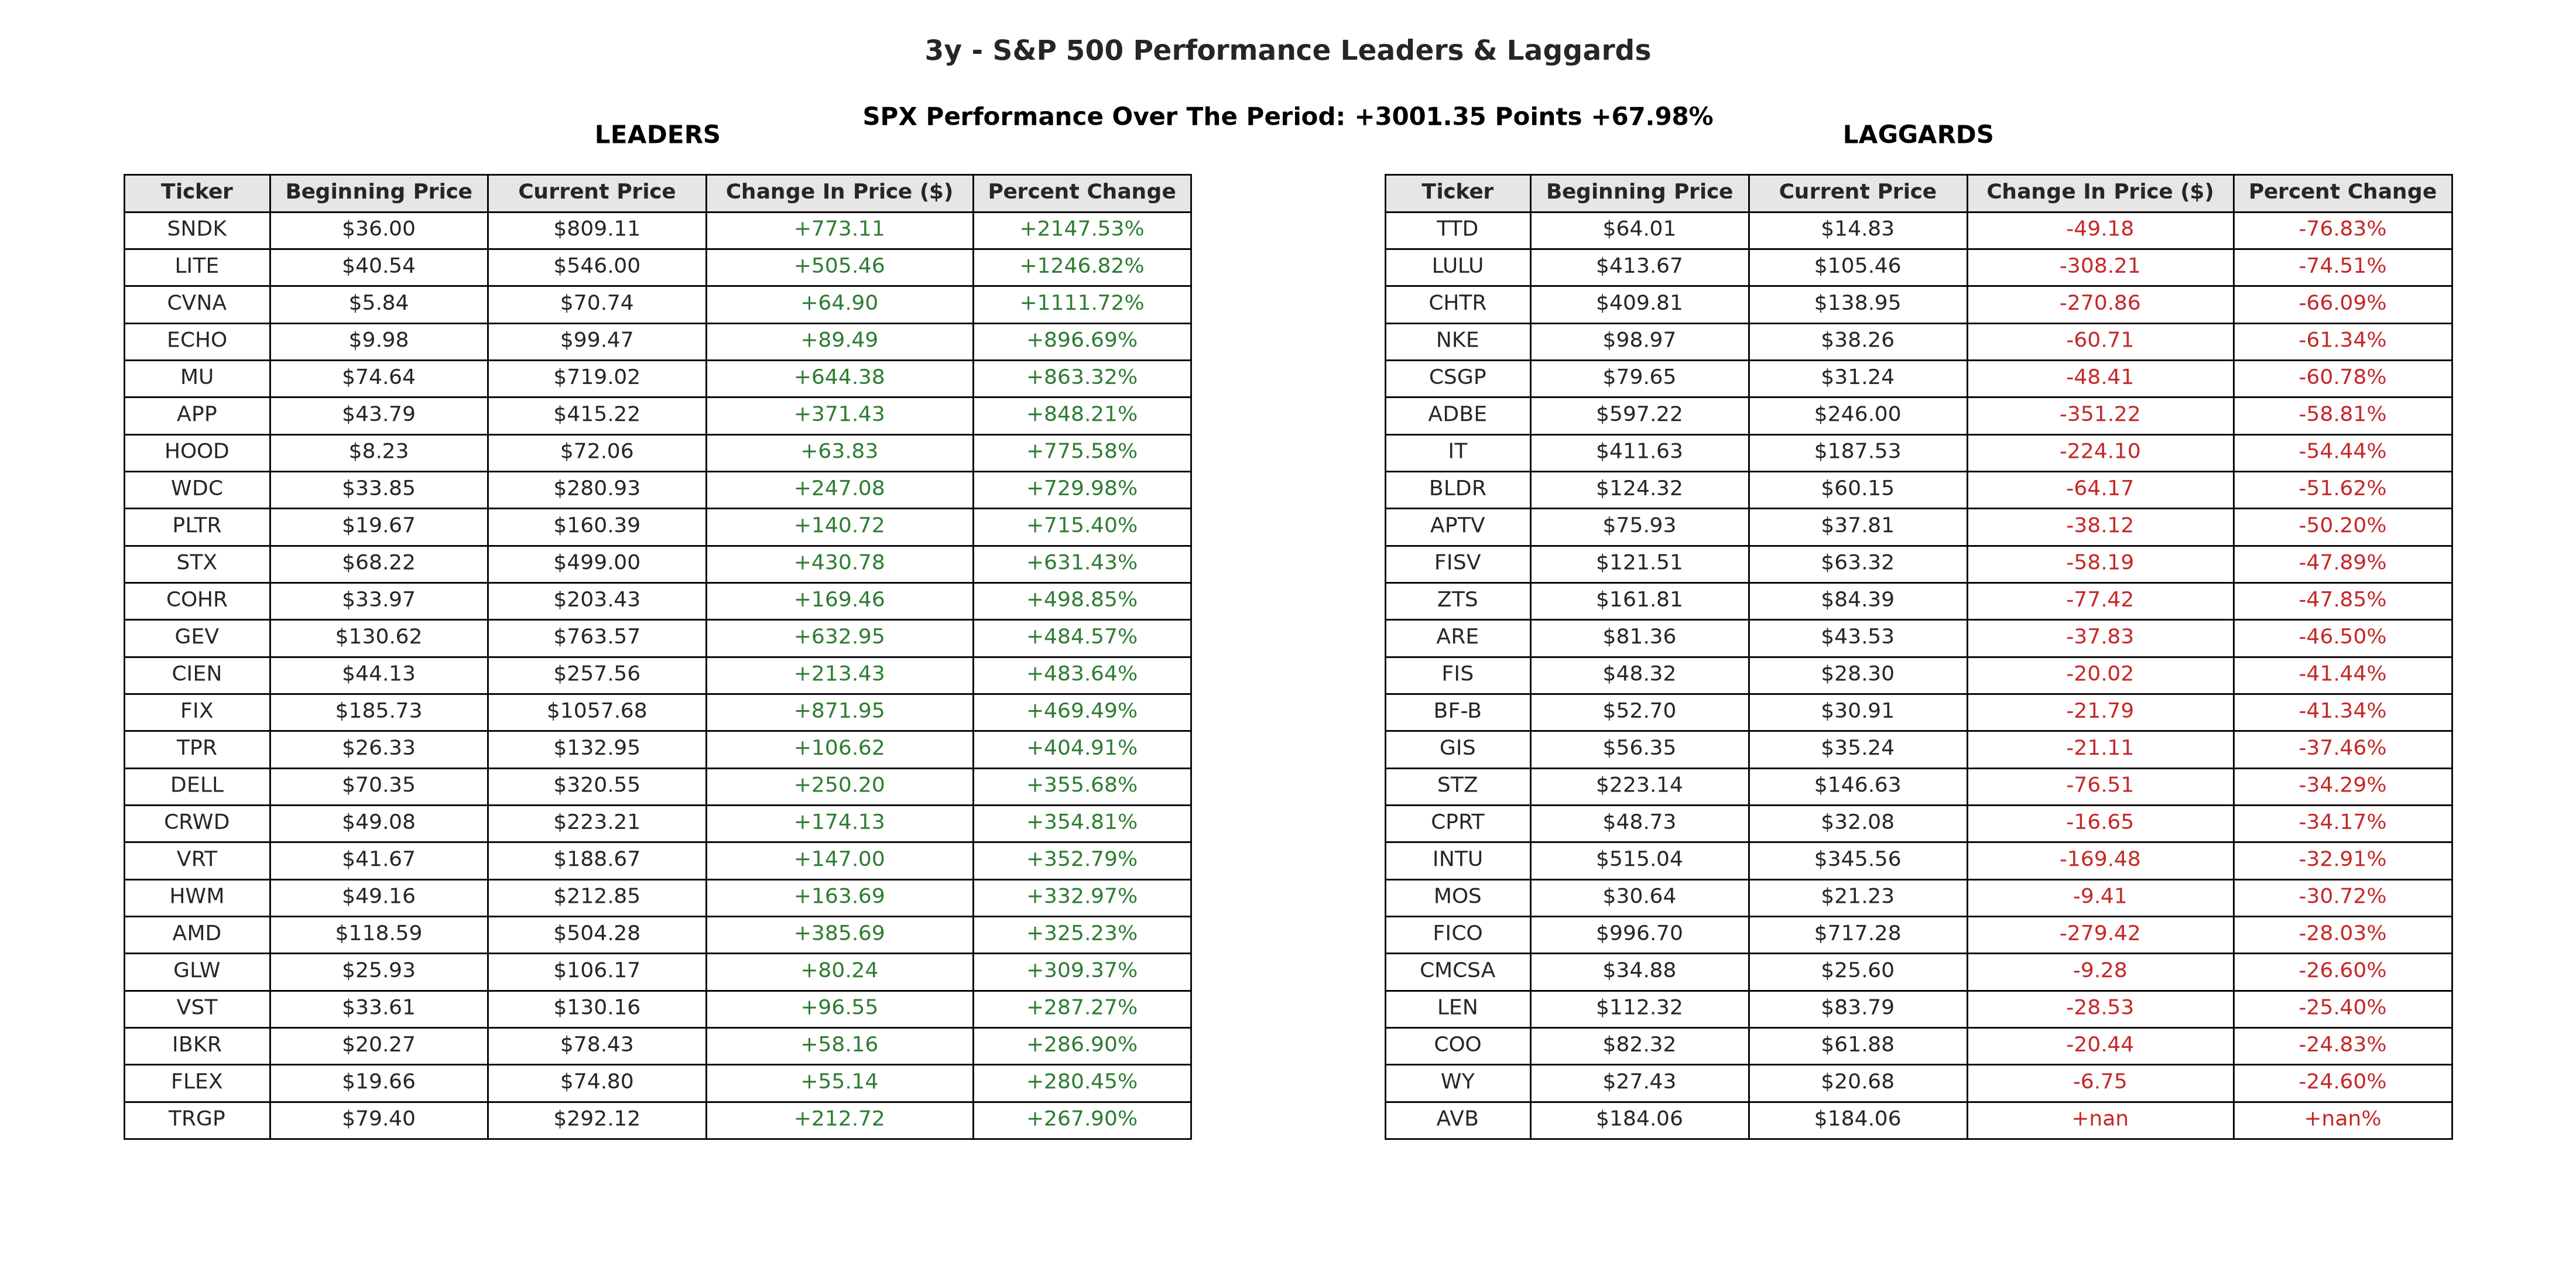 3y - S&P 500 Performance Leaders & Laggards
SPX Performance Over The Period: +3001.35 Points +67.98%
LEADERS
Ticker Beginning Price Current Price Change In Price ($) Percent Change
SNDK $36.00 $809.11 +773.11 +2147.53%
LITE $40.54 $546.00 +505.46 +1246.82%
CVNA $5.84 $70.74 +64.90 +1111.72%
ECHO $9.98 $99.47 +89.49 +896.69%
MU $74.64 $719.02 +644.38 +863.32%
APP $43.79 $415.22 +371.43 +848.21%
HOOD $8.23 $72.06 +63.83 +775.58%
WDC $33.85 $280.93 +247.08 +729.98%
PLTR $19.67 $160.39 +140.72 +715.40%
STX $68.22 $499.00 +430.78 +631.43%
COHR $33.97 $203.43 +169.46 +498.85%
GEV $130.62 $763.57 +632.95 +484.57%
CIEN $44.13 $257.56 +213.43 +483.64%
FIX $185.73 $1057.68 +871.95 +469.49%
TPR $26.33 $132.95 +106.62 +404.91%
DELL $70.35 $320.55 +250.20 +355.68%
CRWD $49.08 $223.21 +174.13 +354.81%
VRT $41.67 $188.67 +147.00 +352.79%
HWM $49.16 $212.85 +163.69 +332.97%
AMD $118.59 $504.28 +385.69 +325.23%
GLW $25.93 $106.17 +80.24 +309.37%
VST $33.61 $130.16 +96.55 +287.27%
IBKR $20.27 $78.43 +58.16 +286.90%
FLEX $19.66 $74.80 +55.14 +280.45%
TRGP $79.40 $292.12 +212.72 +267.90%
LAGGARDS
Ticker Beginning Price Current Price Change In Price ($) Percent Change
TTD $64.01 $14.83 -49.18 -76.83%
LULU $413.67 $105.46 -308.21 -74.51%
CHTR $409.81 $138.95 -270.86 -66.09%
NKE $98.97 $38.26 -60.71 -61.34%
CSGP $79.65 $31.24 -48.41 -60.78%
ADBE $597.22 $246.00 -351.22 -58.81%
IT $411.63 $187.53 -224.10 -54.44%
BLDR $124.32 $60.15 -64.17 -51.62%
APTV $75.93 $37.81 -38.12 -50.20%
FISV $121.51 $63.32 -58.19 -47.89%
ZTS $161.81 $84.39 -77.42 -47.85%
ARE $81.36 $43.53 -37.83 -46.50%
FIS $48.32 $28.30 -20.02 -41.44%
BF-B $52.70 $30.91 -21.79 -41.34%
GIS $56.35 $35.24 -21.11 -37.46%
STZ $223.14 $146.63 -76.51 -34.29%
CPRT $48.73 $32.08 -16.65 -34.17%
INTU $515.04 $345.56 -169.48 -32.91%
MOS $30.64 $21.23 -9.41 -30.72%
FICO $996.70 $717.28 -279.42 -28.03%
CMCSA $34.88 $25.60 -9.28 -26.60%
LEN $112.32 $83.79 -28.53 -25.40%
COO $82.32 $61.88 -20.44 -24.83%
WY $27.43 $20.68 -6.75 -24.60%
AVB $184.06 $184.06 +nan +nan%